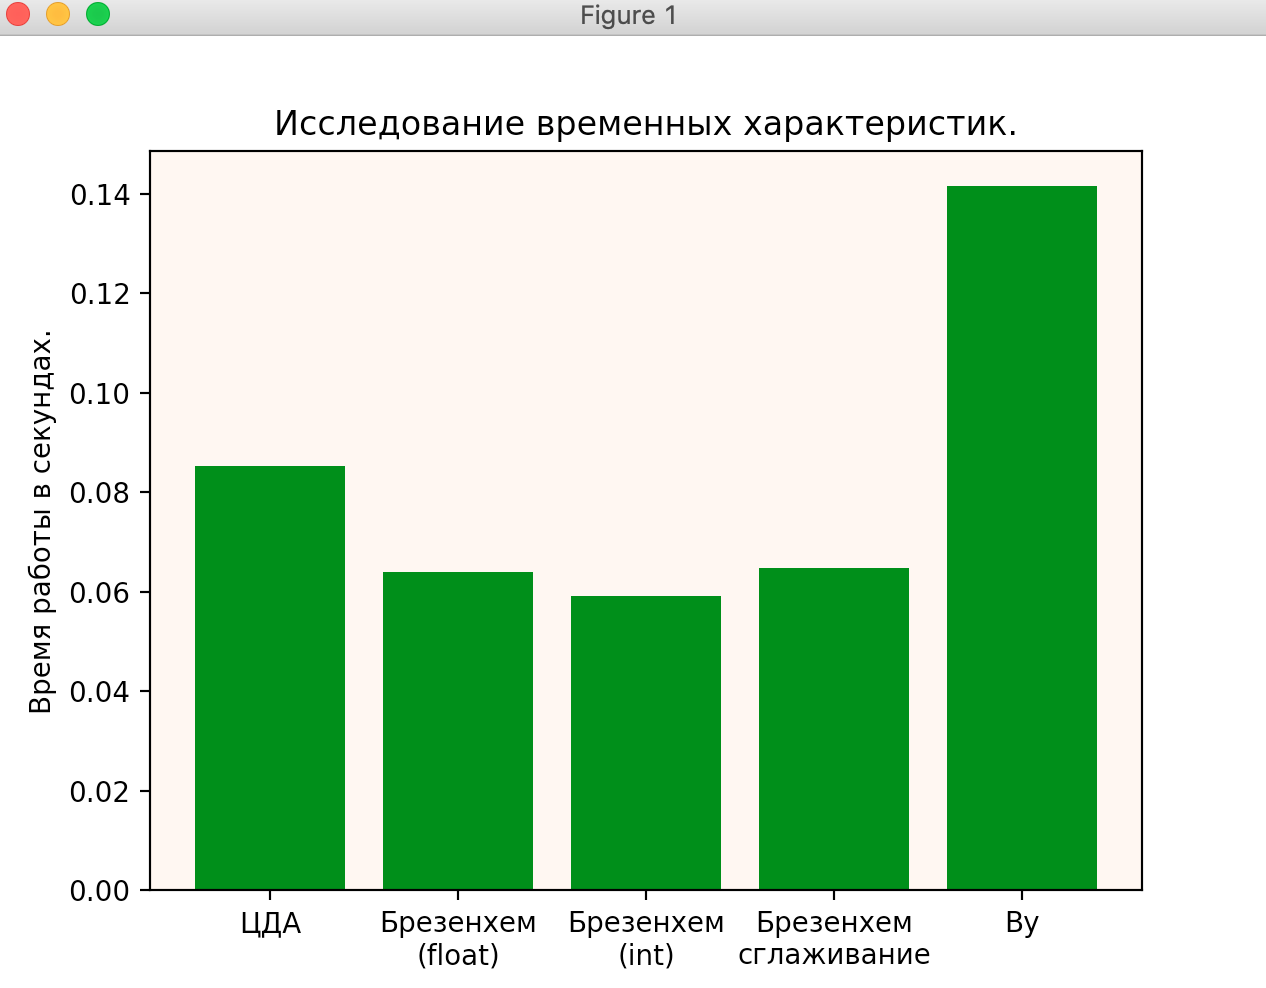 Figure 1
Исследование временных характеристик.
Время работы в секундах.
0.14
0.12
0.10
0.08
0.06
0.04
0.02
0.00
ЦДА
Брезенхем
(float)
Брезенхем
(int)
Брезенхем
сглаживание
Ву